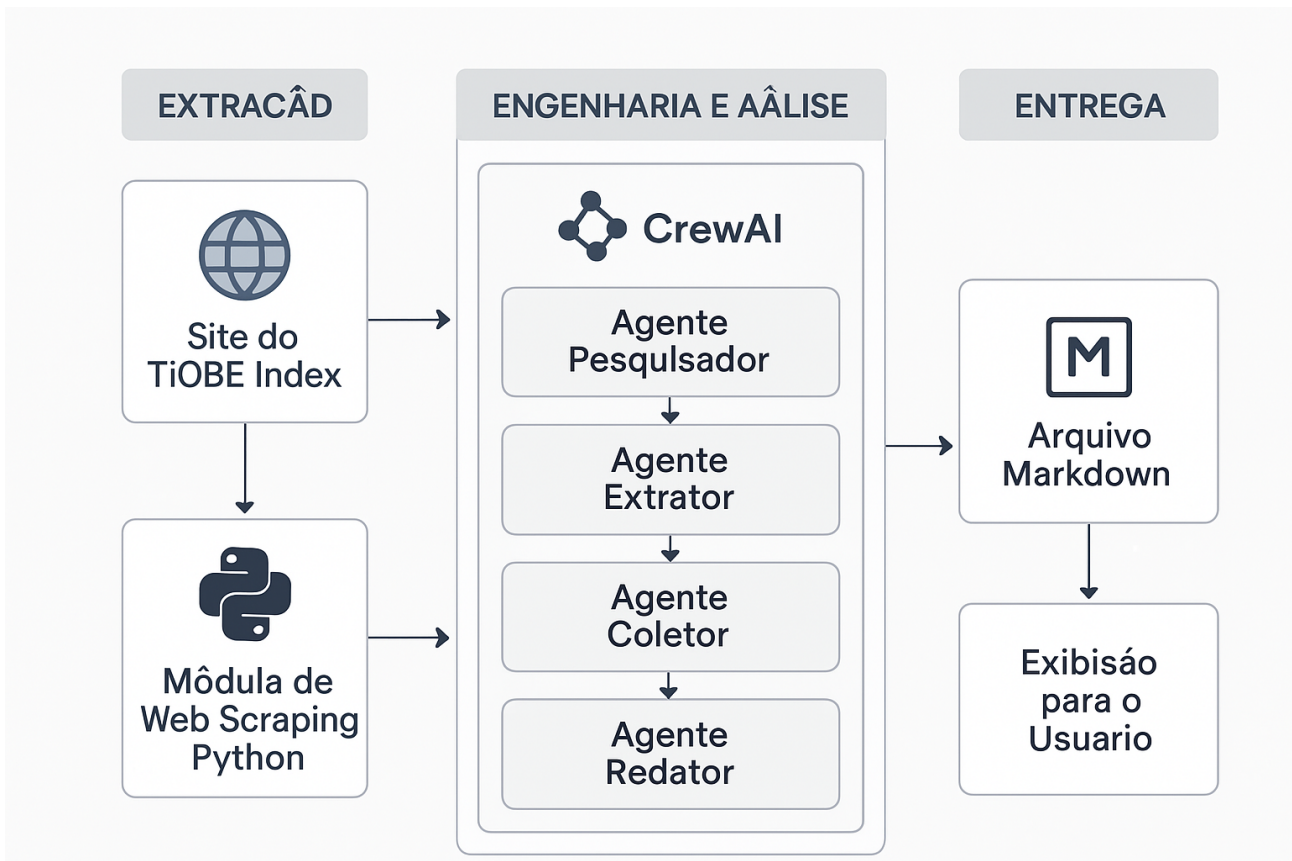 EXTRACÂD
Site do
TiOBE Index
Môdula de
Web Scraping
Python
ENGENHARIA E AÂLISE
CrewAI
Agente
Pesqulsador
Agente
Extrator
Agente
Coletor
Agente
Redator
ENTREGA
M
Arquivo
Markdown
Exibisáo
para o
Usuario